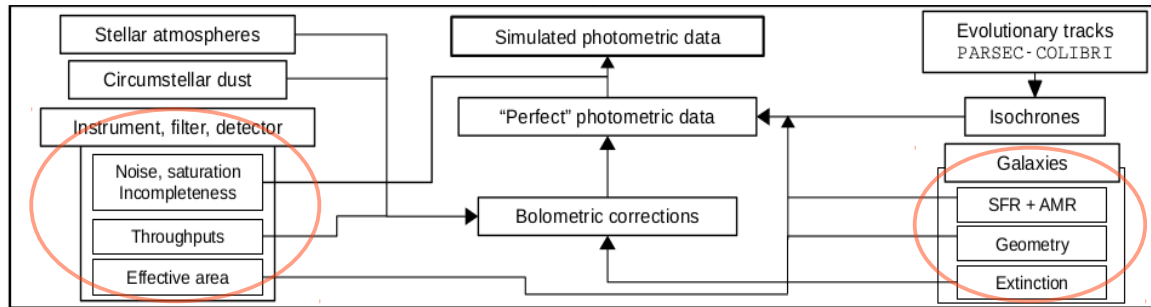 Stellar atmospheres
Circumstellar dust
Instrument, filter, detector
Noise, saturation
Incompleteness
Throughputs
Effective area
Simulated photometric data
“Perfect” photometric data
Bolometric corrections
Evolutionary tracks
PARSEC-COLIBRI
Isochrones
Galaxies
SFR + AMR
Geometry
Extinction